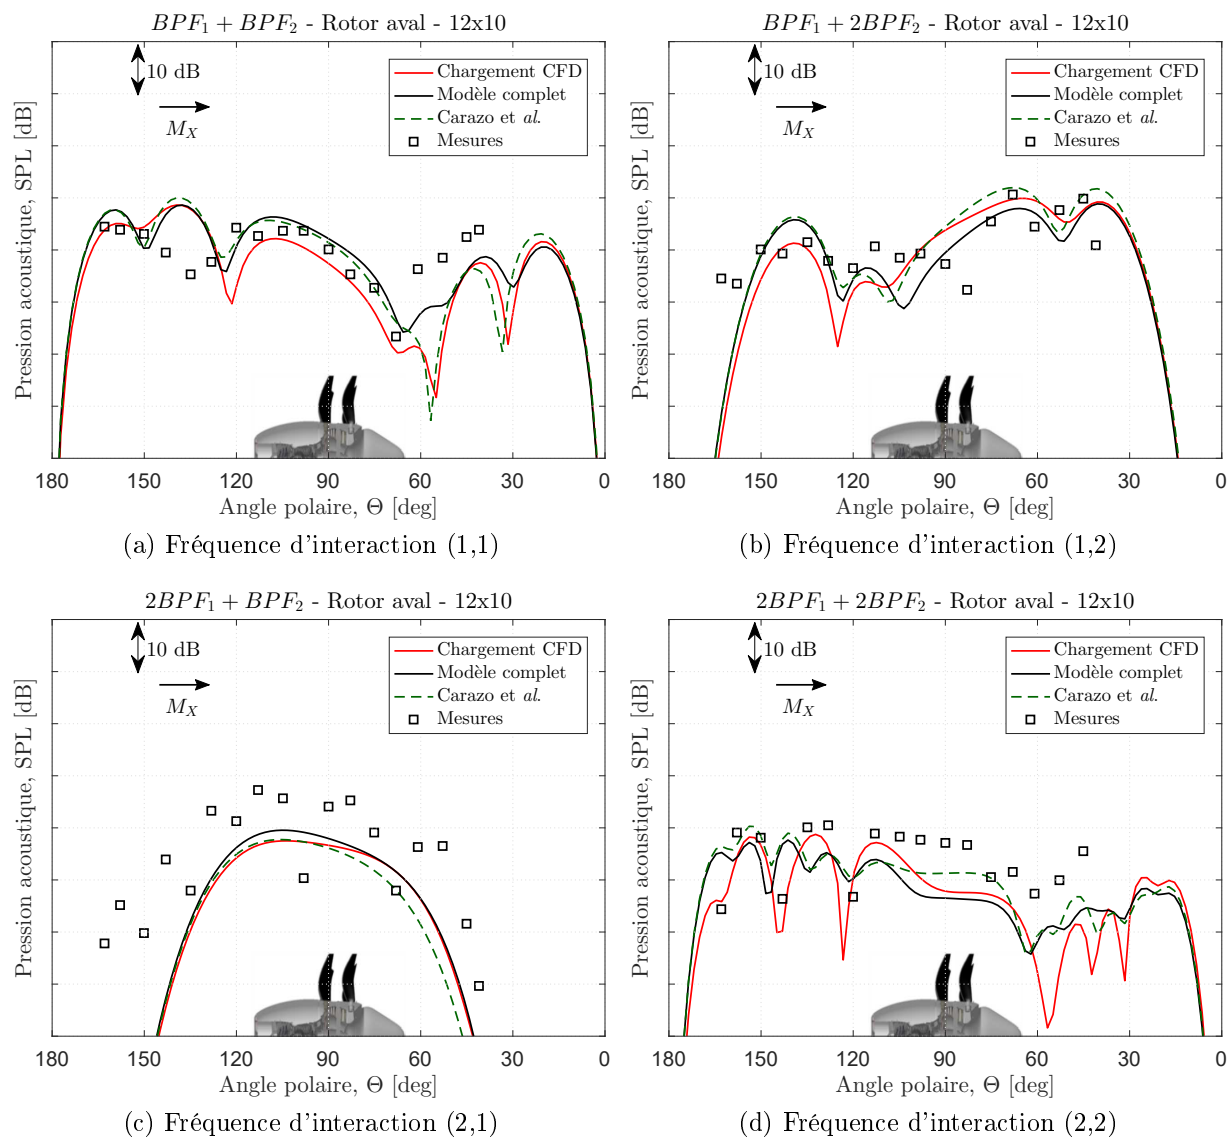 BPF₁ + BPF₂ - Rotor aval - 12x10
10 dB
M_X
Chargement CFD
Modèle complet
Carazo et al.
Mesures
Pression acoustique, SPL [dB]
180 150 120 90 60 30 0
Angle polaire, Θ [deg]
(a) Fréquence d'interaction (1,1)
BPF₁ + 2BPF₂ - Rotor aval - 12x10
10 dB
M_X
Chargement CFD
Modèle complet
Carazo et al.
Mesures
Pression acoustique, SPL [dB]
180 150 120 90 60 30 0
Angle polaire, Θ [deg]
(b) Fréquence d'interaction (1,2)
2BPF₁ + BPF₂ - Rotor aval - 12x10
10 dB
M_X
Chargement CFD
Modèle complet
Carazo et al.
Mesures
Pression acoustique, SPL [dB]
180 150 120 90 60 30 0
Angle polaire, Θ [deg]
(c) Fréquence d'interaction (2,1)
2BPF₁ + 2BPF₂ - Rotor aval - 12x10
10 dB
M_X
Chargement CFD
Modèle complet
Carazo et al.
Mesures
Pression acoustique, SPL [dB]
180 150 120 90 60 30 0
Angle polaire, Θ [deg]
(d) Fréquence d'interaction (2,2)